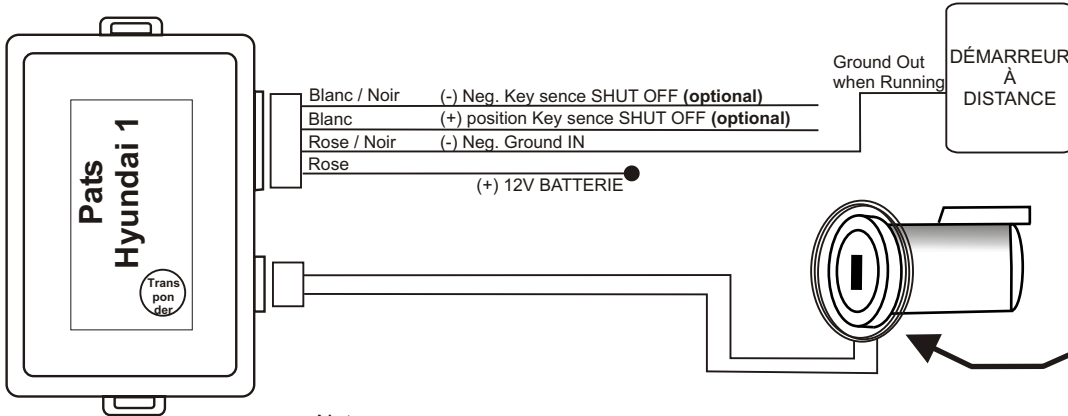 Pats
Hyundai 1
Trans
pon
der
Blanc / Noir (-) Neg. Key sence SHUT OFF (optional)
Blanc (+) position Key sence SHUT OFF (optional)
Rose / Noir (-) Neg. Ground IN
Rose
(+) 12V BATTERIE
Ground Out
when Running
DÉMARREUR
À
DISTANCE